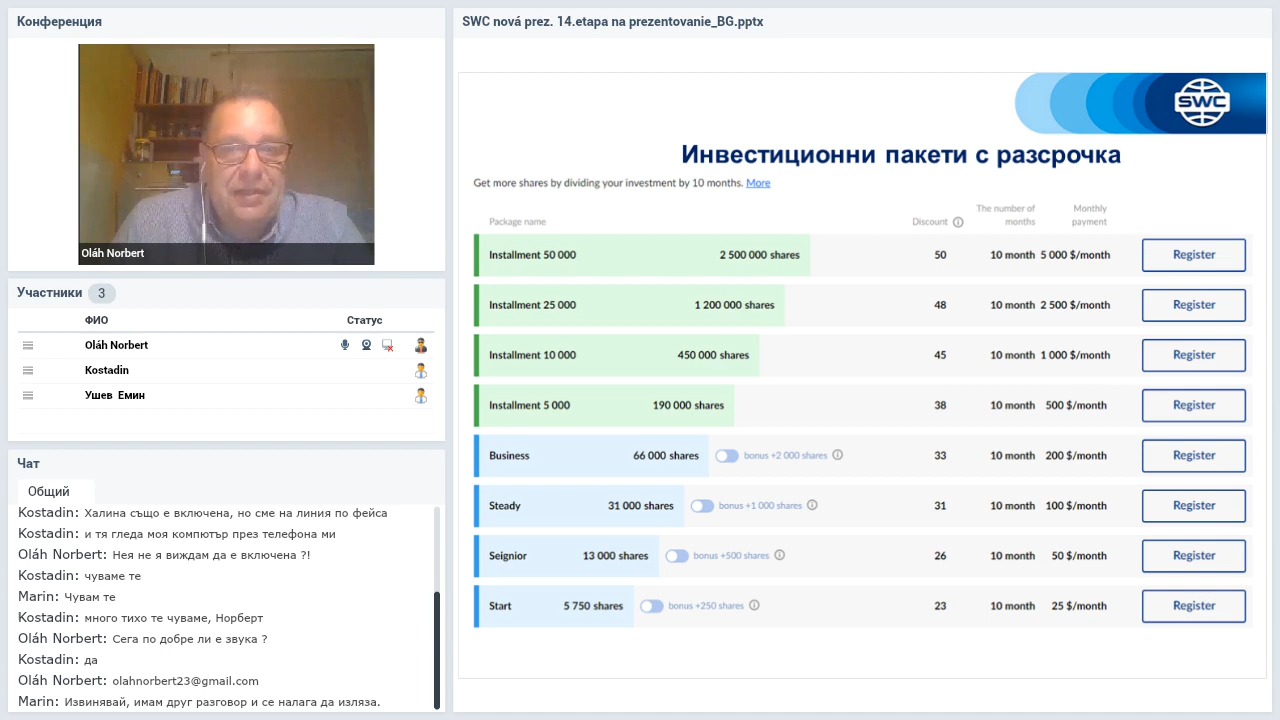 Конференция
Oláh Norbert
Участники 3
ФИО Статус
Oláh Norbert
Kostadin
Ушев Емин
Чат
Общий
Kostadin: Халина също е включена, но сме на линия по фейса
Kostadin: и тя гледа моя компютър през телефона ми
Oláh Norbert: Нея не я виждам да е включена ?!
Kostadin: чуваме те
Marin: Чувам те
Kostadin: много тихо те чуваме, Норберт
Oláh Norbert: Сега по добре ли е звука ?
Kostadin: да
Oláh Norbert: olahnorbert23@gmail.com
Marin: Извинявай, имам друг разговор и се налага да изляза.
SWC nová prez. 14.etapa na prezentovanie_BG.pptx
SWC
Инвестиционни пакети с разсрочка
Get more shares by dividing your investment by 10 months. More
Package name Discount The number of months Monthly payment
Installment 50 000 2 500 000 shares 50 10 month 5 000 $/month Register
Installment 25 000 1 200 000 shares 48 10 month 2 500 $/month Register
Installment 10 000 450 000 shares 45 10 month 1 000 $/month Register
Installment 5 000 190 000 shares 38 10 month 500 $/month Register
Business 66 000 shares bonus +2 000 shares 33 10 month 200 $/month Register
Steady 31 000 shares bonus +1 000 shares 31 10 month 100 $/month Register
Seignior 13 000 shares bonus +500 shares 26 10 month 50 $/month Register
Start 5 750 shares bonus +250 shares 23 10 month 25 $/month Register